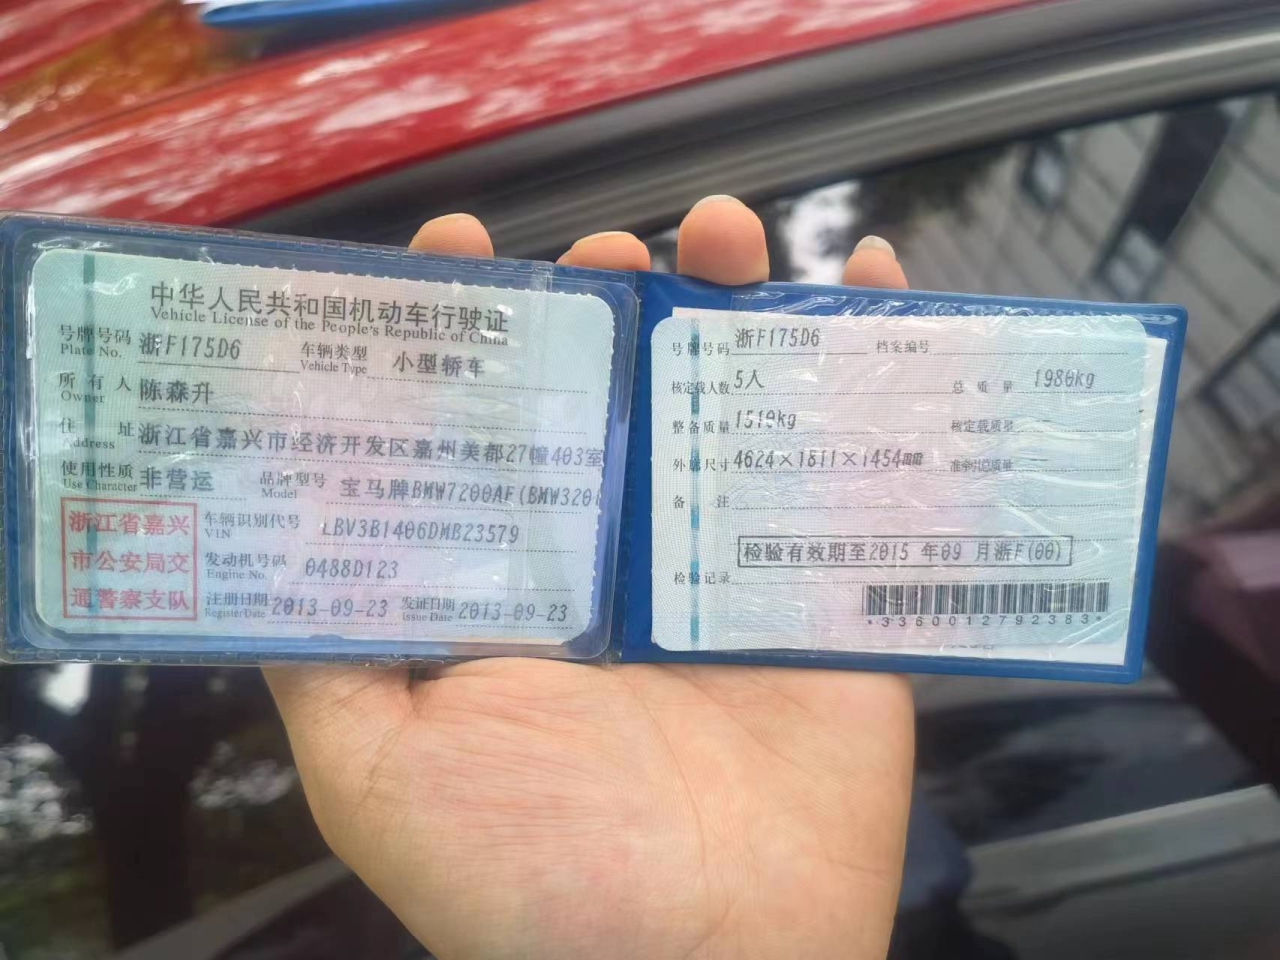 中华人民共和国机动车行驶证
Vehicle License of the People's Republic of China
号牌号码 浙F175D6 车辆类型 小型轿车
Plate No. Vehicle Type
所有人 陈森升
Owner
住址 浙江省嘉兴市经济开发区嘉州美都27幢403室
Address
使用性质 非营运 品牌型号 宝马牌BMW7200AF(BMW320i
Use Character Model
浙江省嘉兴
市公安局交
通警察支队
车辆识别代号 LBV3B1406DMB23579
VIN
发动机号码 0488D123
Engine No.
注册日期 2013-09-23 发证日期 2013-09-23
Register Date Issue Date
号牌号码 浙F175D6 档案编号
核定载人数 5人 总质量 1980kg
整备质量 1510kg 核定载质量 --
外廓尺寸 4624×1811×1454mm 准牵引总质量 --
备注
检验有效期至2015 年09 月浙F(00)
检验记录
*3360012792383*